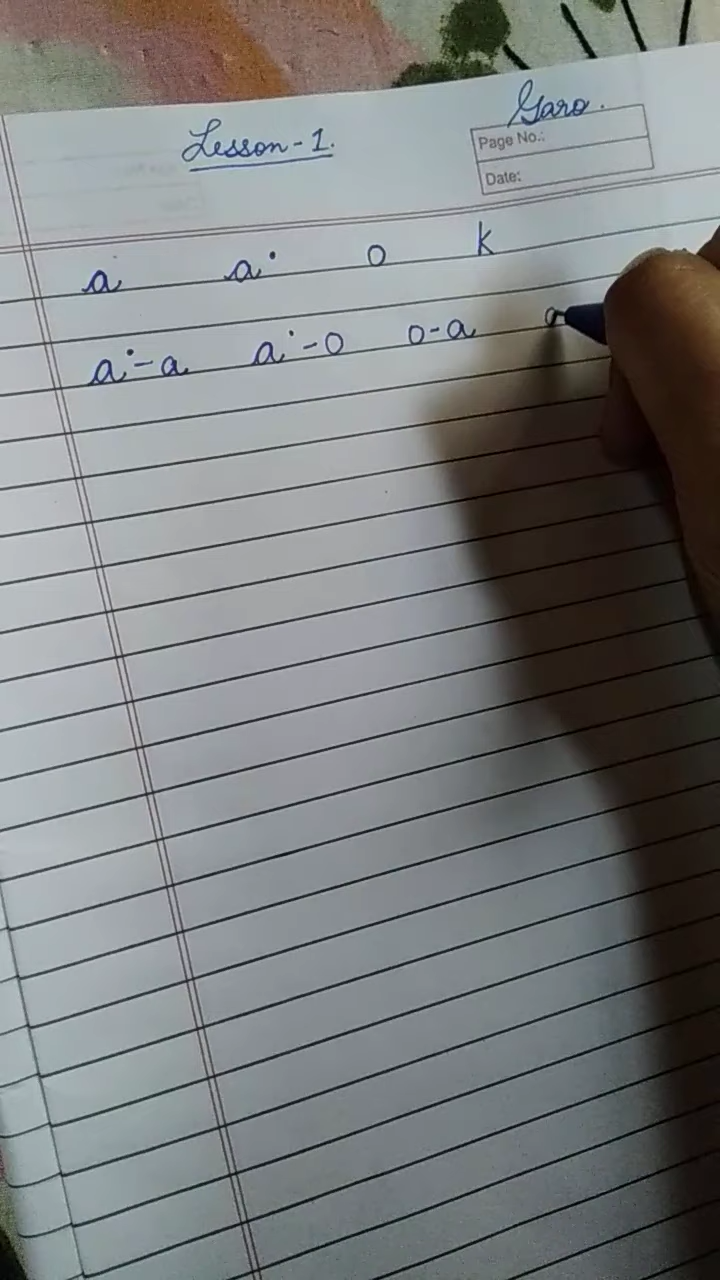 Garo.
Lesson-1.
Page No.:
Date:
a a· o k
a·-a a·-o o-a